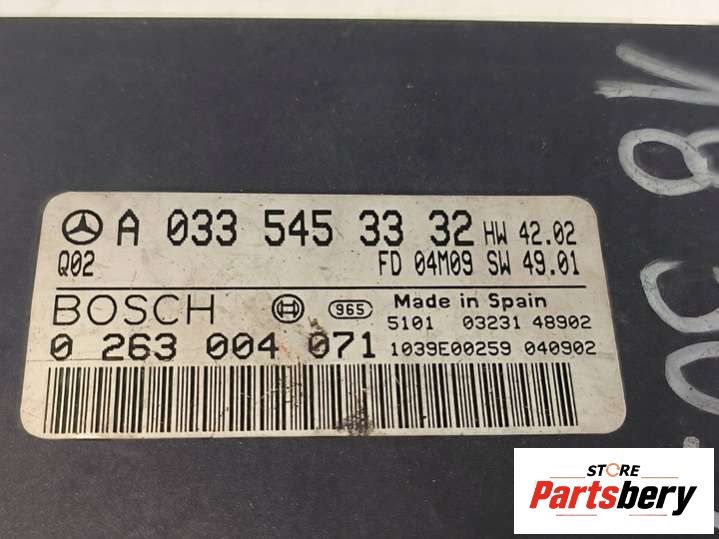 A 033 545 33 32 HW 42.02
Q02 FD 04M09 SW 49.01
BOSCH 965 Made in Spain
5101 03231 48902
0 263 004 071 1039E00259 040902
STORE
Partsbery